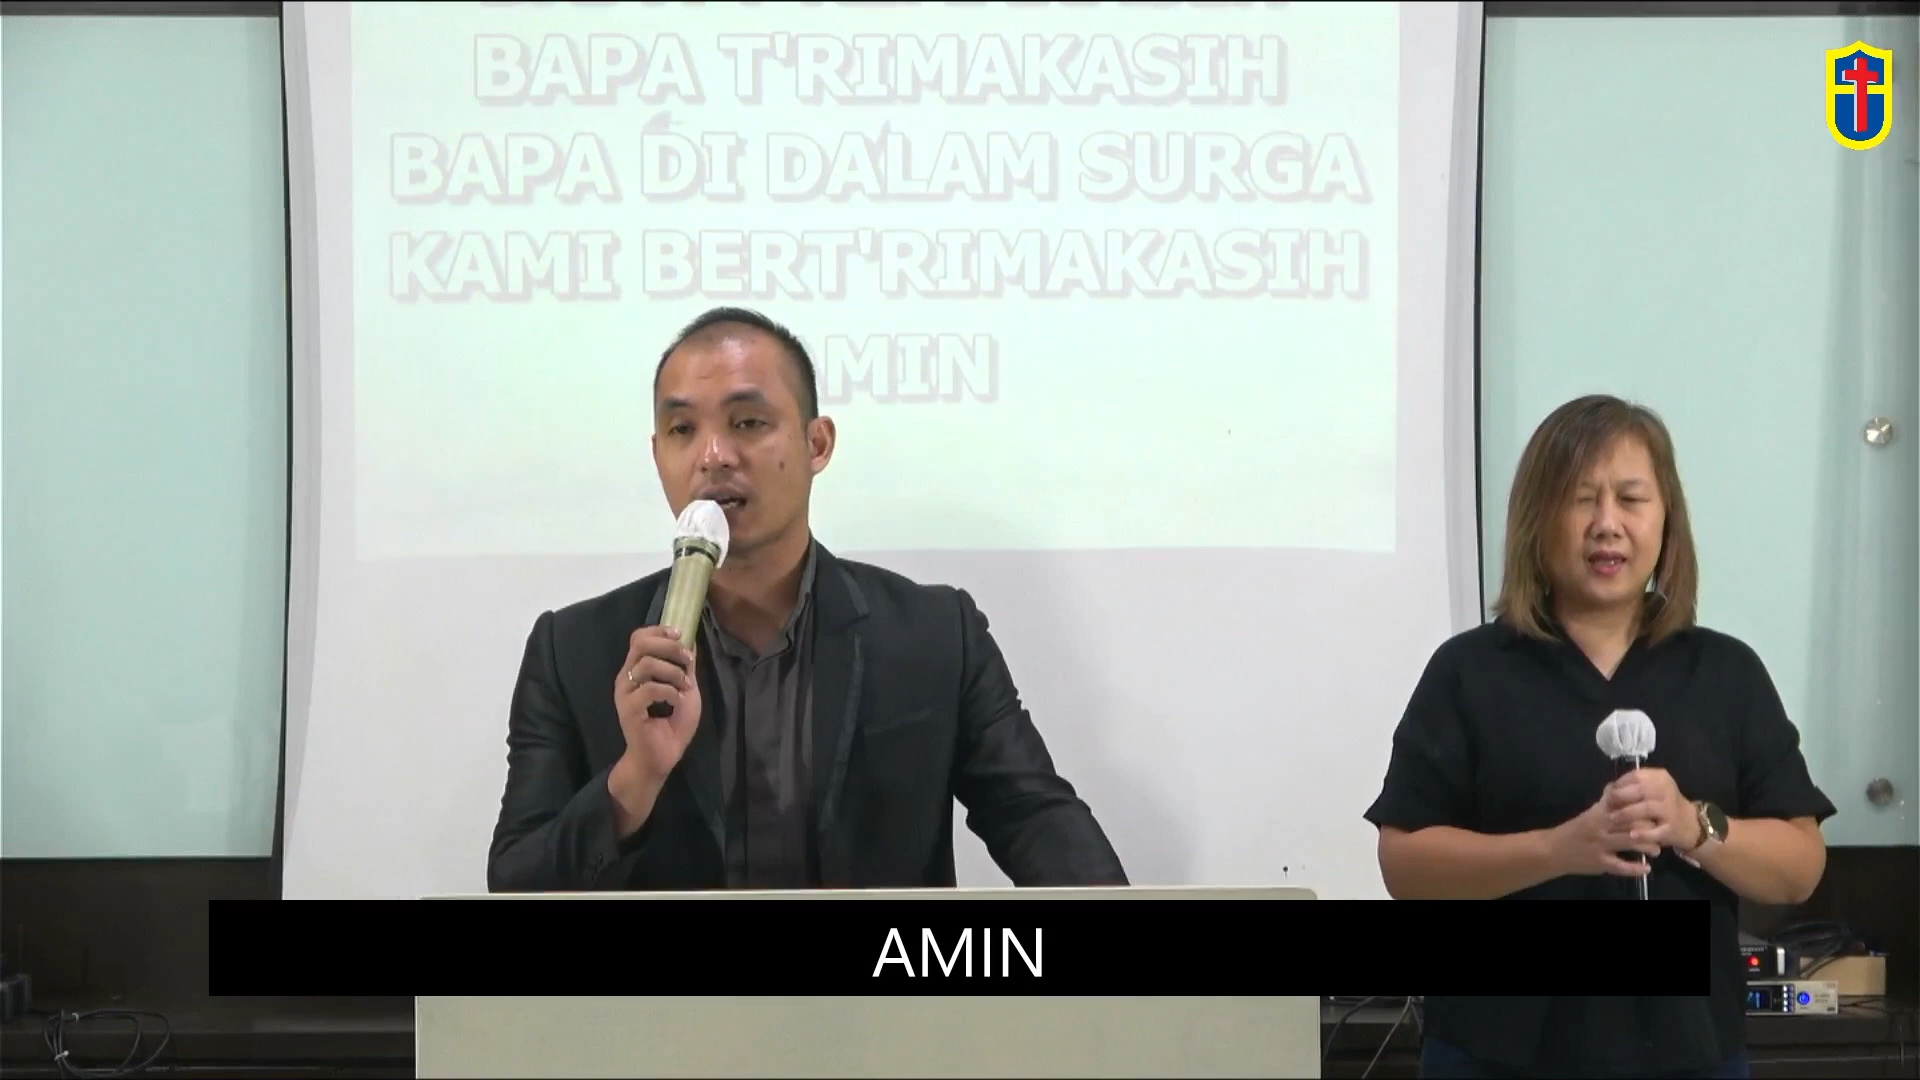 BAPA T'RIMAKASIH
BAPA DI DALAM SURGA
KAMI BERT'RIMAKASIH
AMIN